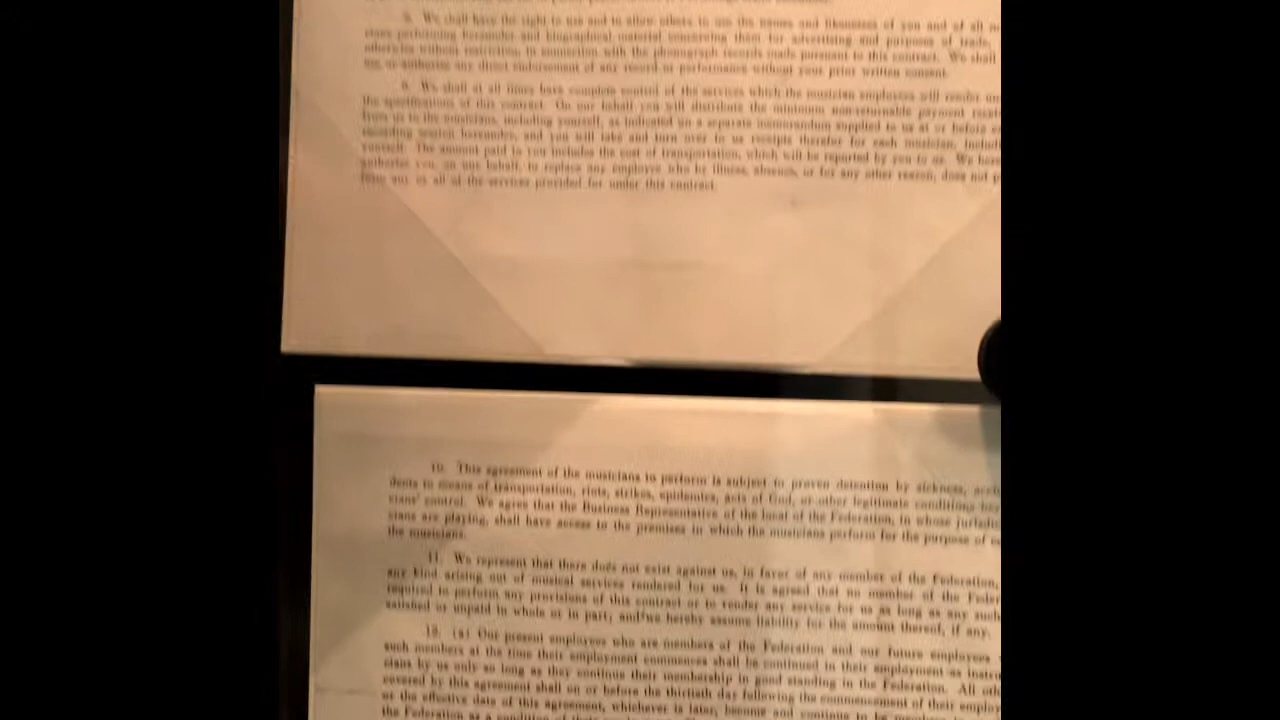 8. We shall have the right to use and to allow others to use the names and likenesses of you and of all
performing hereunder and biographical material concerning them for advertising and purposes of trade,
otherwise without restriction, in connection with the phonograph records made pursuant to this contract. We shall
or authorize any direct endorsement of any record or performance without your prior written consent.
9. We shall at all times have complete control of the services which the musician employees will render
the specifications of this contract. On our behalf you will distribute the minimum non-returnable payment
from us to the musicians, including yourself, as indicated on a separate memorandum supplied to us at or before
recording session hereunder, and you will take and turn over to us receipts therefor for each musician,
yourself. The amount paid to you includes the cost of transportation, which will be reported by you to us. We
authorize you, on our behalf, to replace any employee who by illness, absence, or for any other reason, does not
any or all of the services provided for under this contract.
10. This agreement of the musicians to perform is subject to proven detention by sickness,
dents to means of transportation, riots, strikes, epidemics, acts of God, or other legitimate conditions
cians' control. We agree that the Business Representative of the local of the Federation, in whose
cians are playing, shall have access to the premises in which the musicians perform for the purpose of
the musicians.
11. We represent that there does not exist against us, in favor of any member of the Federation,
any kind arising out of musical services rendered for us. It is agreed that no member of the
required to perform any provisions of this contract or to render any service for us as long as any such
satisfied or unpaid in whole or in part; and we hereby assume liability for the amount thereof, if any.
(a) Our present employees who are members of the Federation and our future employees
such members at the time their employment commences shall be continued in their employment as
cians by us only so long as they continue their membership in good standing in the Federation. All
covered by this agreement shall on or before the thirtieth day following the commencement of their
or the effective date of this agreement, whichever is later, become and continue to be members
the Federation as a condition of their